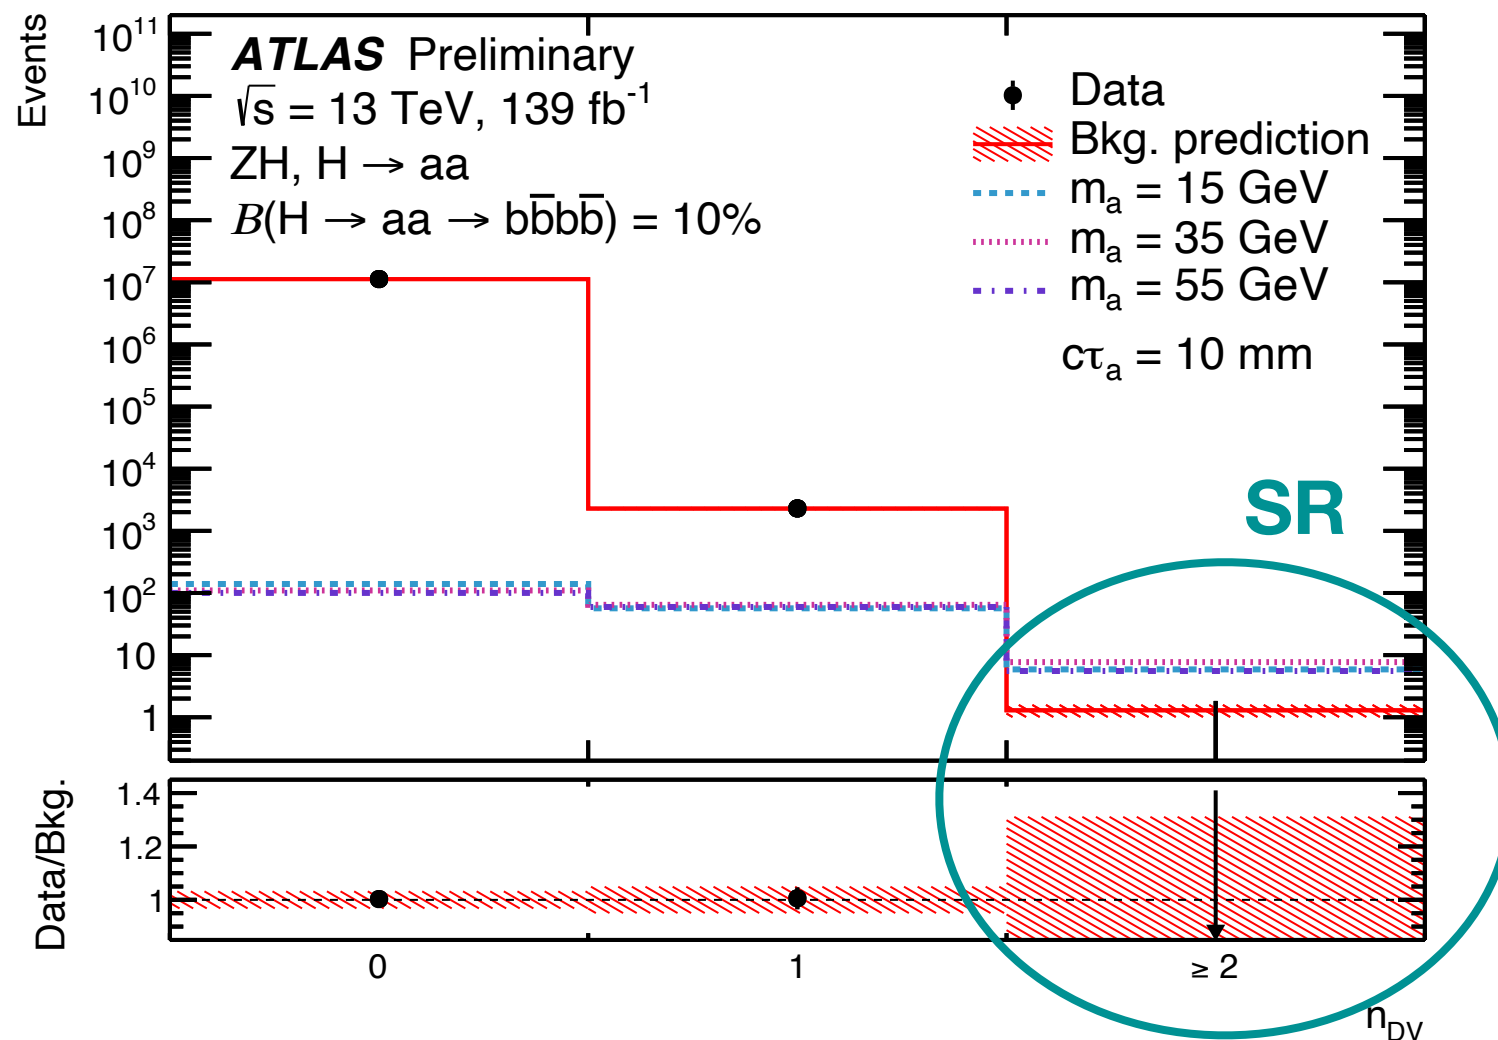 Events
10¹¹
10¹⁰
10⁹
10⁸
10⁷
10⁶
10⁵
10⁴
10³
10²
10
1
ATLAS Preliminary
√s = 13 TeV, 139 fb⁻¹
ZH, H → aa
B(H → aa → bb̅bb̅) = 10%
Data
Bkg. prediction
mₐ = 15 GeV
mₐ = 35 GeV
mₐ = 55 GeV
cτₐ = 10 mm
SR
Data/Bkg.
1.4
1.2
1
0
1
≥ 2
n_DV